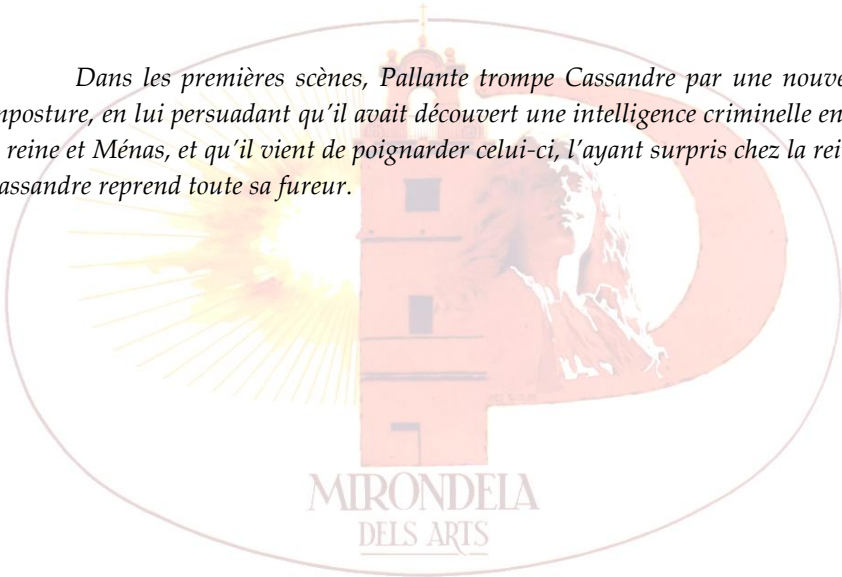 Dans les premières scènes, Pallante trompe Cassandre par une nouve
nposture, en lui persuadant qu’il avait découvert une intelligence criminelle en
reine et Ménas, et qu’il vient de poignarder celui-ci, l’ayant surpris chez la rei
assandre reprend toute sa fureur.
MIRONDELA
DELS ARTS